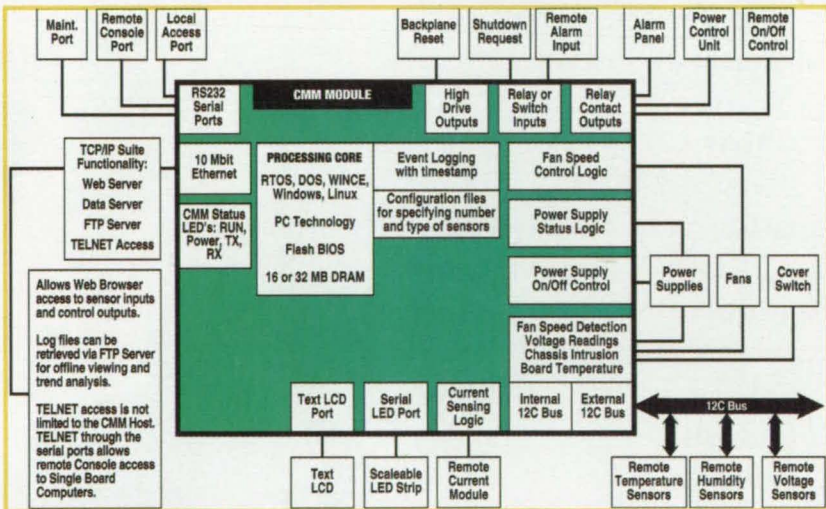 Maint.
Port
Remote
Console
Port
Local
Access
Port
Backplane
Reset
Shutdown
Request
Remote
Alarm
Input
Alarm
Panel
Power
Control
Unit
Remote
On/Off
Control
RS232
Serial
Ports
CMM MODULE
High
Drive
Outputs
Relay or
Switch
Inputs
Relay
Contact
Outputs
TCP/IP Suite
Functionality:
Web Server
Data Server
FTP Server
TELNET Access
10 Mbit
Ethernet
CMM Status
LED's: RUN,
Power, TX,
RX
PROCESSING CORE
RTOS, DOS, WINCE,
Windows, Linux
PC Technology
Flash BIOS
16 or 32 MB DRAM
Event Logging
with timestamp
Configuration files
for specifying number
and type of sensors
Fan Speed
Control Logic
Power Supply
Status Logic
Power Supply
On/Off Control
Fan Speed Detection
Voltage Readings
Chassis Intrusion
Board Temperature
Power
Supplies
Fans
Cover
Switch
Allows Web Browser
access to sensor inputs
and control outputs.
Log files can be
retrieved via FTP Server
for offline viewing and
trend analysis.
TELNET access is not
limited to the CMM Host.
TELNET through the
serial ports allows
remote Console access
to Single Board
Computers.
Text LCD
Port
Serial
LED Port
Current
Sensing
Logic
Internal
12C Bus
External
12C Bus
12C Bus
Text
LCD
Scaleable
LED Strip
Remote
Current
Module
Remote
Temperature
Sensors
Remote
Humidity
Sensors
Remote
Voltage
Sensors